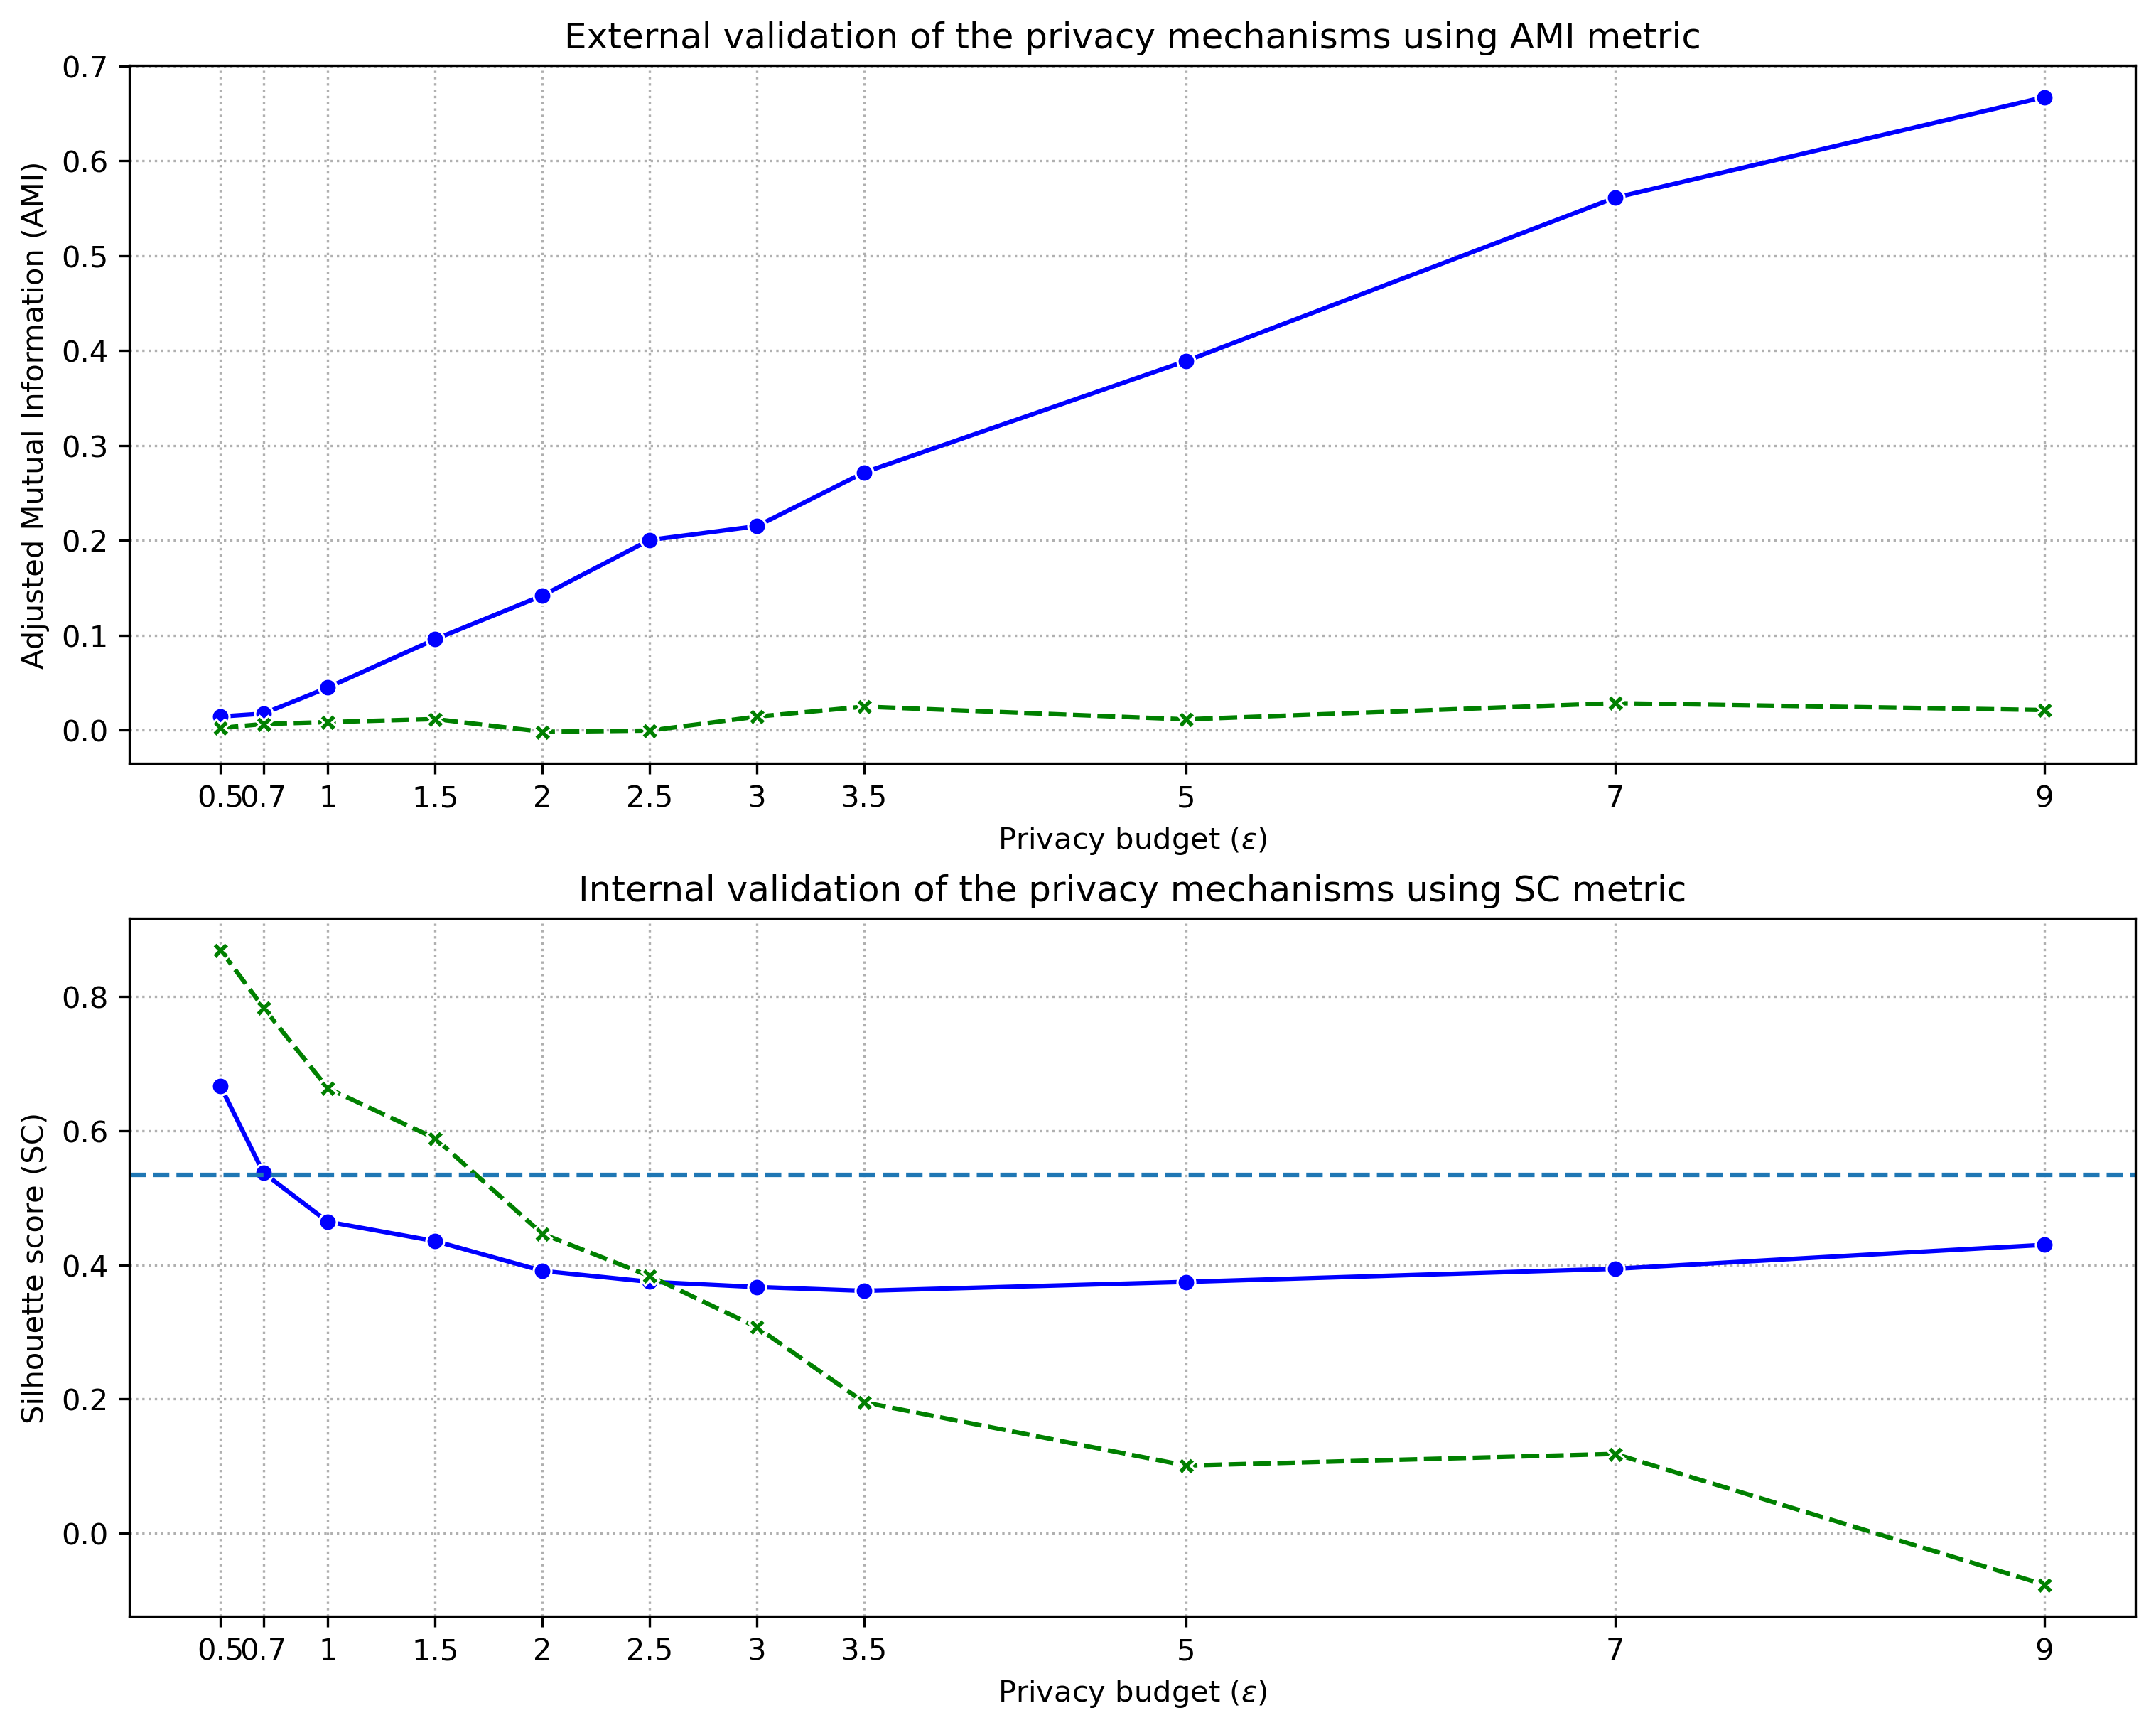 External validation of the privacy mechanisms using AMI metric
Adjusted Mutual Information (AMI)
0.7
0.6
0.5
0.4
0.3
0.2
0.1
0.0
0.5 0.7 1 1.5 2 2.5 3 3.5 5 7 9
Privacy budget (ε)
Internal validation of the privacy mechanisms using SC metric
Silhouette score (SC)
0.8
0.6
0.4
0.2
0.0
0.5 0.7 1 1.5 2 2.5 3 3.5 5 7 9
Privacy budget (ε)